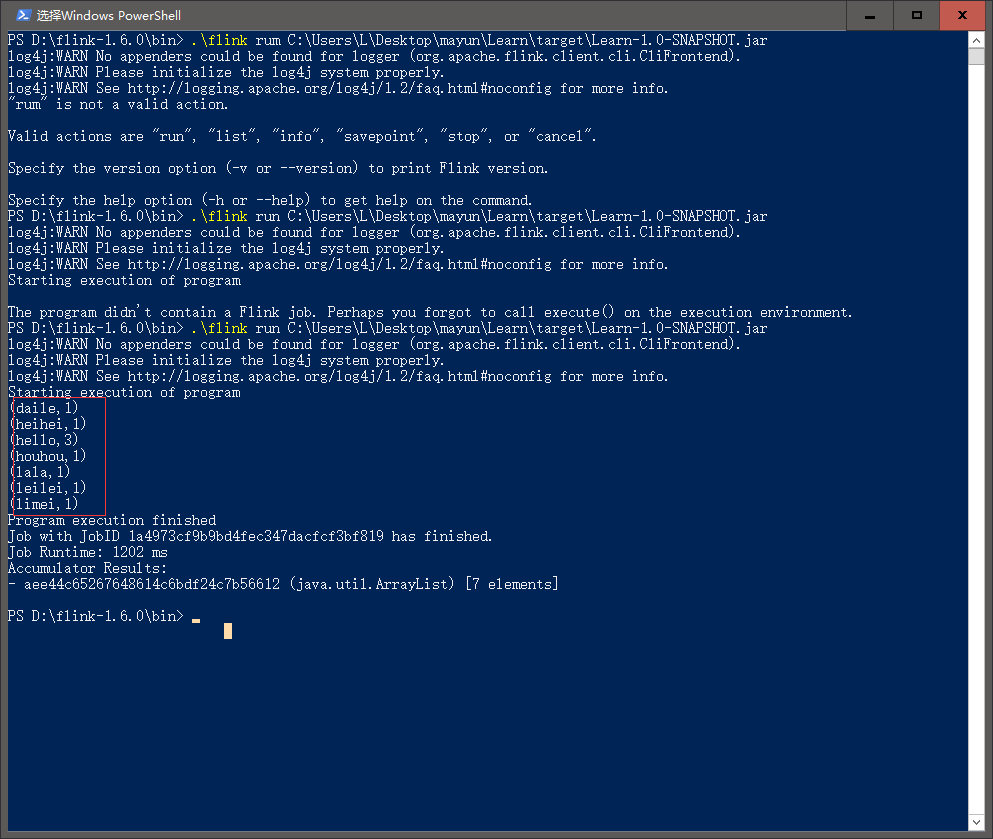 选择Windows PowerShell
PS D:\flink-1.6.0\bin> .\flink rum C:\Users\L\Desktop\mayun\Learn\target\Learn-1.0-SNAPSHOT.jar
log4j:WARN No appenders could be found for logger (org.apache.flink.client.cli.CliFrontend).
log4j:WARN Please initialize the log4j system properly.
log4j:WARN See http://logging.apache.org/log4j/1.2/faq.html#noconfig for more info.
"rum" is not a valid action.
Valid actions are "run", "list", "info", "savepoint", "stop", or "cancel".
Specify the version option (-v or --version) to print Flink version.
Specify the help option (-h or --help) to get help on the command.
PS D:\flink-1.6.0\bin> .\flink run C:\Users\L\Desktop\mayun\Learn\target\Learn-1.0-SNAPSHOT.jar
log4j:WARN No appenders could be found for logger (org.apache.flink.client.cli.CliFrontend).
log4j:WARN Please initialize the log4j system properly.
log4j:WARN See http://logging.apache.org/log4j/1.2/faq.html#noconfig for more info.
Starting execution of program
The program didn't contain a Flink job. Perhaps you forgot to call execute() on the execution environment.
PS D:\flink-1.6.0\bin> .\flink run C:\Users\L\Desktop\mayun\Learn\target\Learn-1.0-SNAPSHOT.jar
log4j:WARN No appenders could be found for logger (org.apache.flink.client.cli.CliFrontend).
log4j:WARN Please initialize the log4j system properly.
log4j:WARN See http://logging.apache.org/log4j/1.2/faq.html#noconfig for more info.
Starting execution of program
(daile,1)
(heihei,1)
(hello,3)
(houhou,1)
(lala,1)
(leilei,1)
(limei,1)
Program execution finished
Job with JobID 1a4973cf9b9bd4fec347dacfcf3bf819 has finished.
Job Runtime: 1202 ms
Accumulator Results:
- aee44c65267648614c6bdf24c7b56612 (java.util.ArrayList) [7 elements]
PS D:\flink-1.6.0\bin>